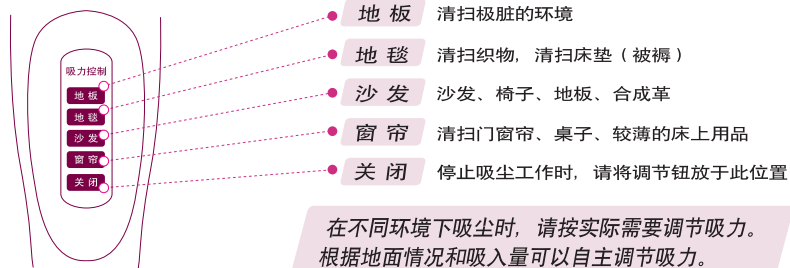 吸力控制
地板
地毯
沙发
窗帘
关闭
地板 清扫极脏的环境
地毯 清扫织物，清扫床垫（被褥）
沙发 沙发、椅子、地板、合成革
窗帘 清扫门窗帘、桌子、较薄的床上用品
关闭 停止吸尘工作时，请将调节钮放于此位置
在不同环境下吸尘时，请按实际需要调节吸力。
根据地面情况和吸入量可以自主调节吸力。